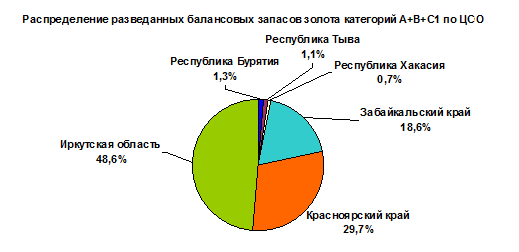 Распределение разведанных балансовых запасов золота категорий А+В+С1 по ЦСО
Республика Тыва
1,1%
Республика Бурятия
1,3%
Республика Хакасия
0,7%
Забайкальский край
18,6%
Иркутская область
48,6%
Красноярский край
29,7%